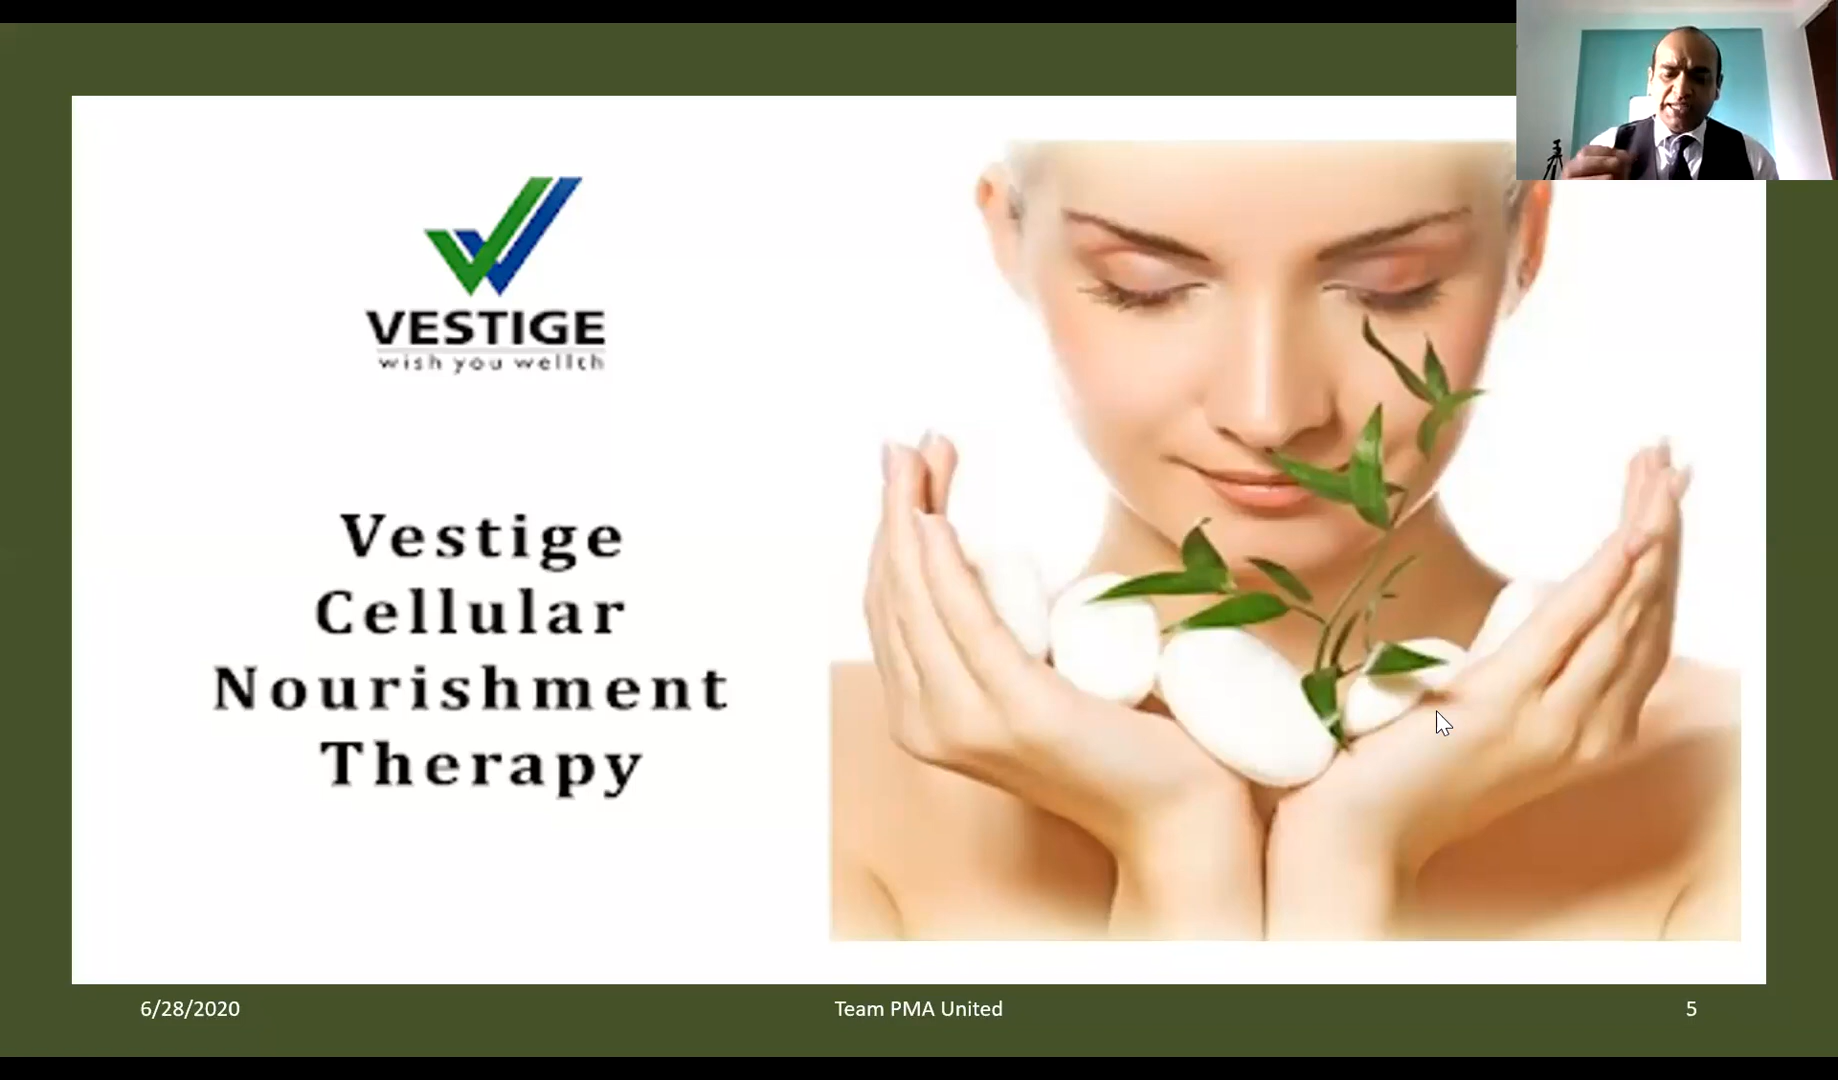 VESTIGE
wish you wellth
Vestige
Cellular
Nourishment
Therapy
6/28/2020
Team PMA United
5